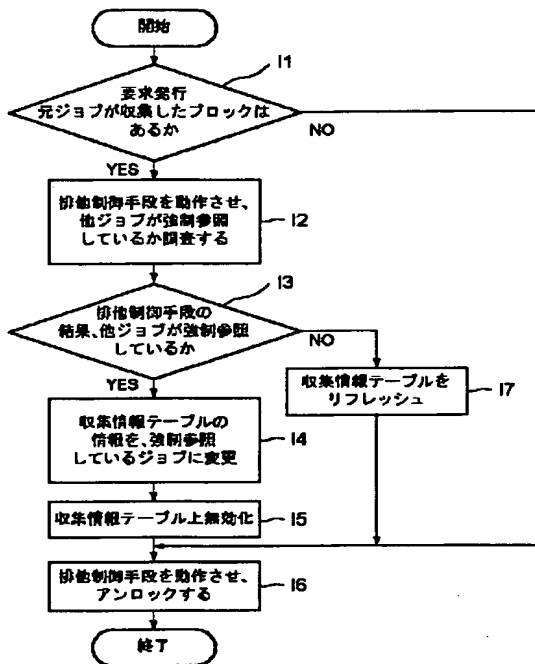 開始
I1
要求発行
元ジョブが収集したブロックは
あるか
NO
YES
排他制御手段を動作させ、
他ジョブが強制参照
しているか調査する
I2
I3
排他制御手段の
結果、他ジョブが強制参照
しているか
NO
YES
収集情報テーブルを
リフレッシュ
I7
収集情報テーブルの
情報を、強制参照
しているジョブに変更
I4
収集情報テーブル上無効化
I5
排他制御手段を動作させ、
アンロックする
I6
終了